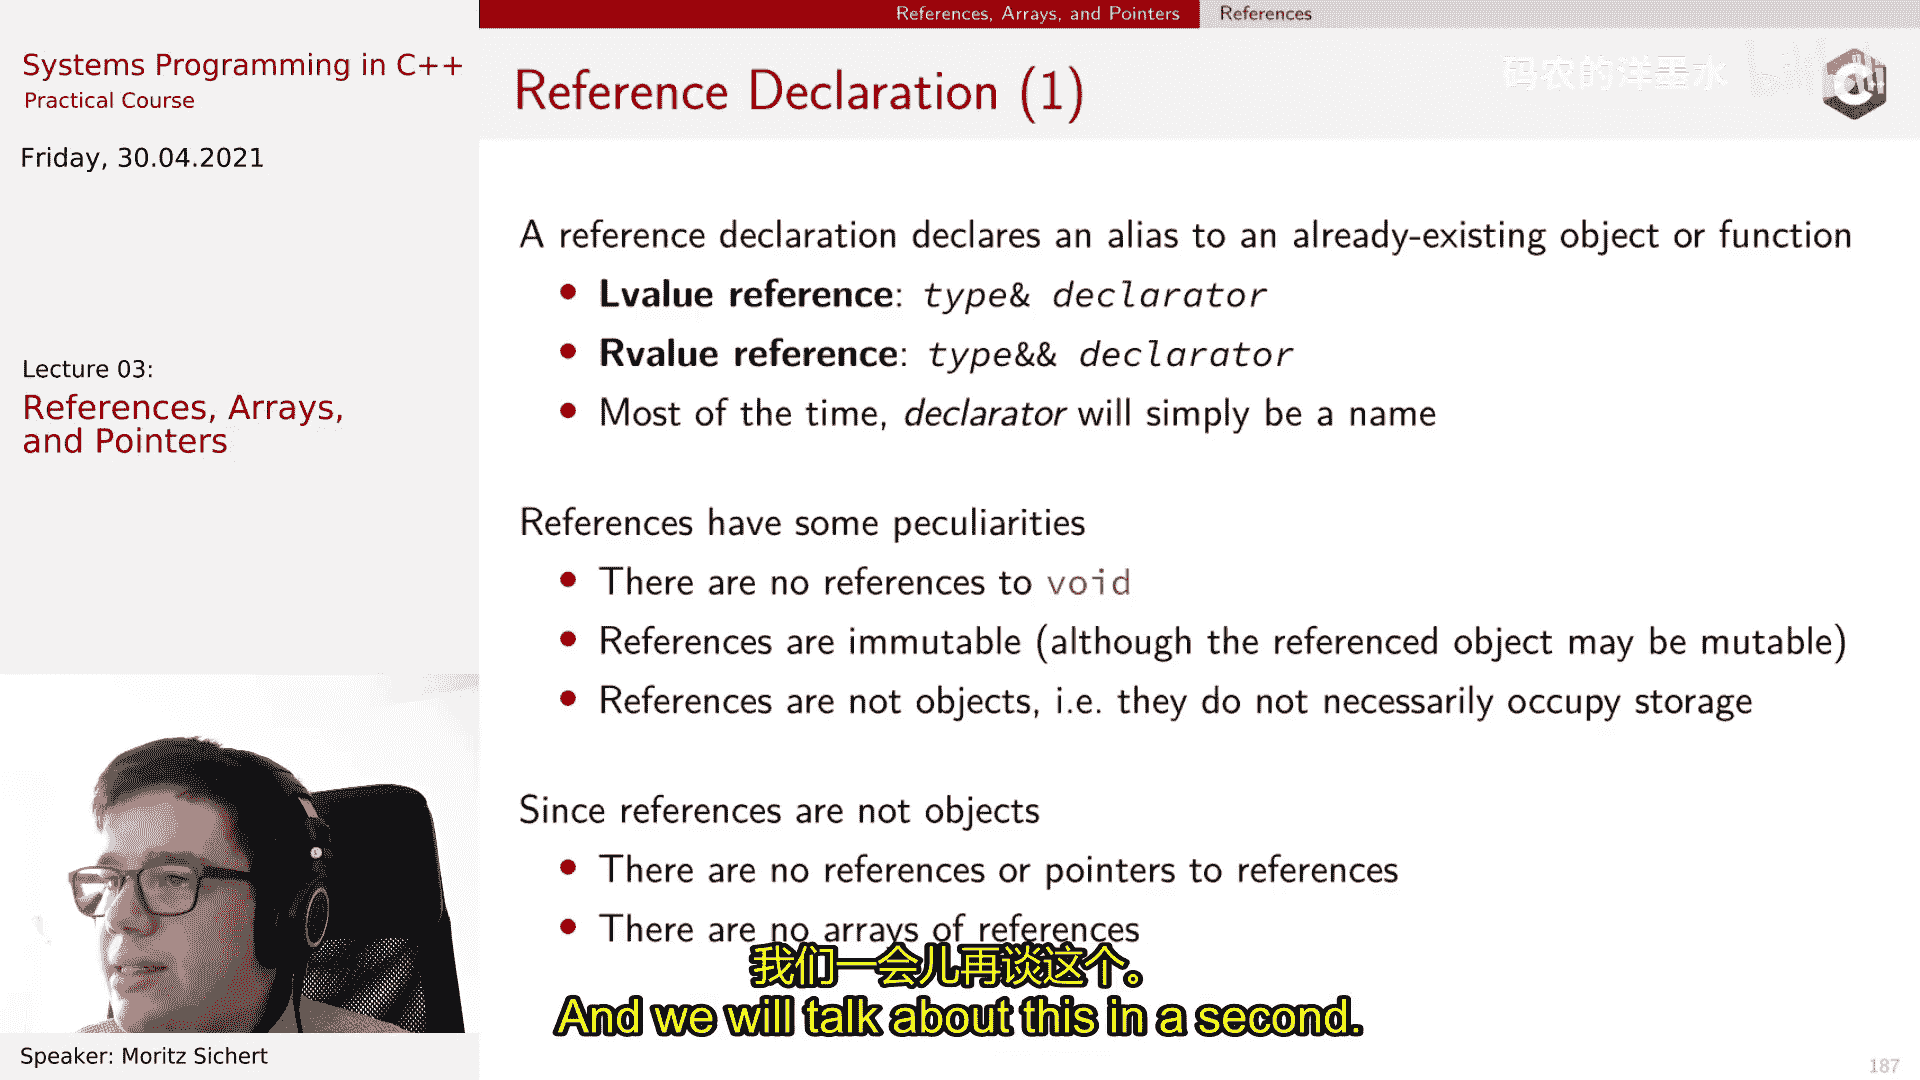 References, Arrays, and Pointers
References
Systems Programming in C++
Practical Course
Friday, 30.04.2021
Lecture 03:
References, Arrays,
and Pointers
Speaker: Moritz Sichert
Reference Declaration (1)
码农的洋墨水
A reference declaration declares an alias to an already-existing object or function
• Lvalue reference: type& declarator
• Rvalue reference: type&& declarator
• Most of the time, declarator will simply be a name
References have some peculiarities
• There are no references to void
• References are immutable (although the referenced object may be mutable)
• References are not objects, i.e. they do not necessarily occupy storage
Since references are not objects
• There are no references or pointers to references
• There are no arrays of references
我们一会儿再谈这个。
And we will talk about this in a second.
187